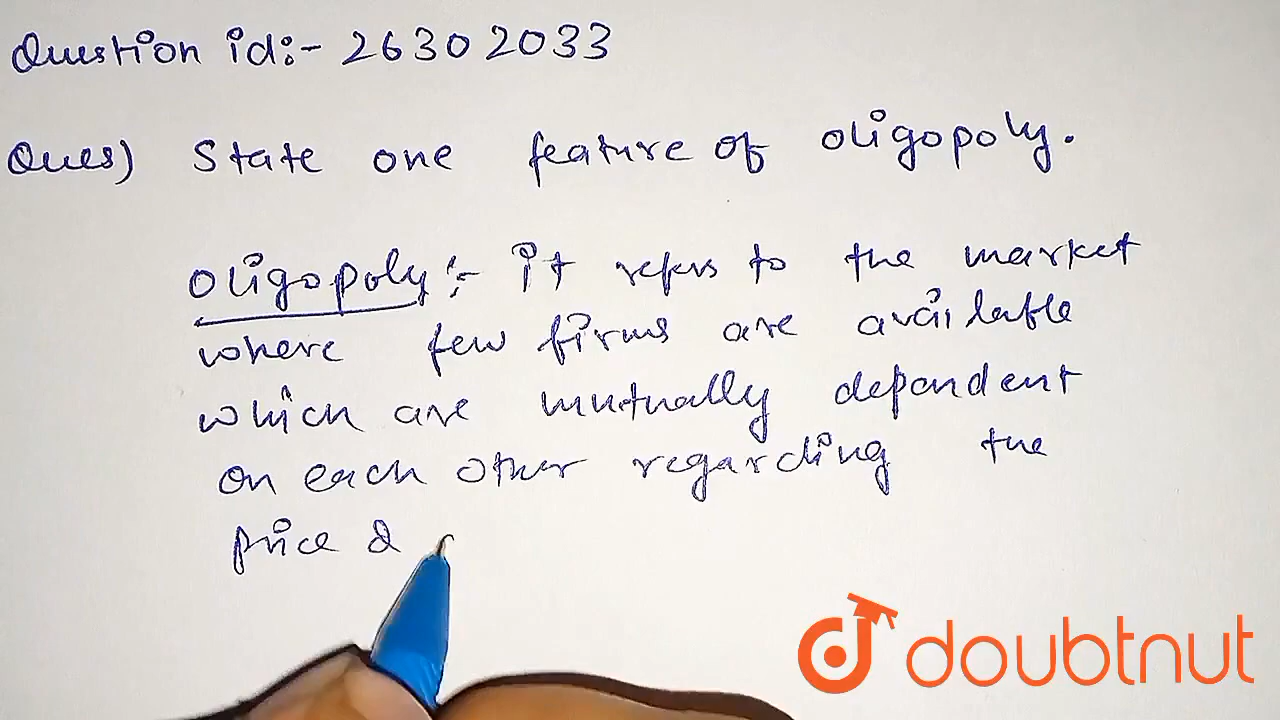 Question id:- 26302033
Ques) State one feature of oligopoly.
Oligopoly:- it refers to the market
where few firms are available
which are mutually dependent
on each other regarding the
price &
doubtnut